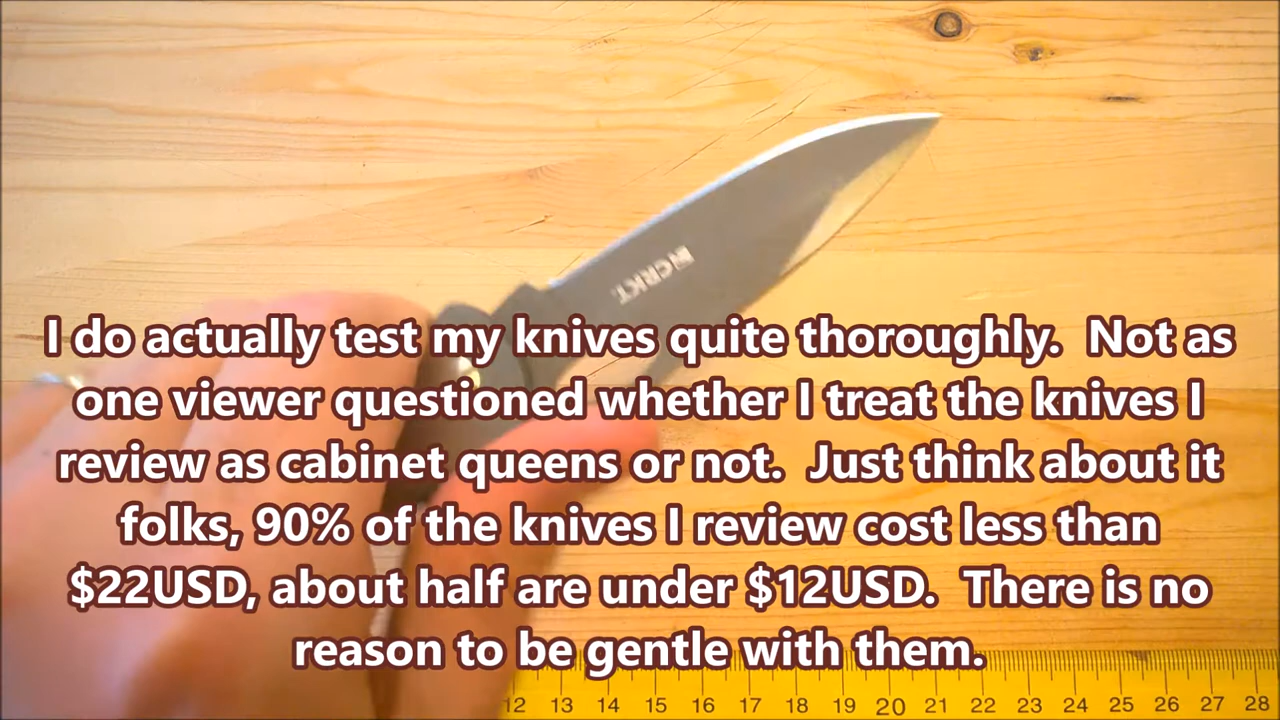 CRKT
I do actually test my knives quite thoroughly.  Not as
one viewer questioned whether I treat the knives I
review as cabinet queens or not.  Just think about it
folks, 90% of the knives I review cost less than
$22USD, about half are under $12USD.  There is no
reason to be gentle with them.
12 13 14 15 16 17 18 19 20 21 22 23 24 25 26 27 28